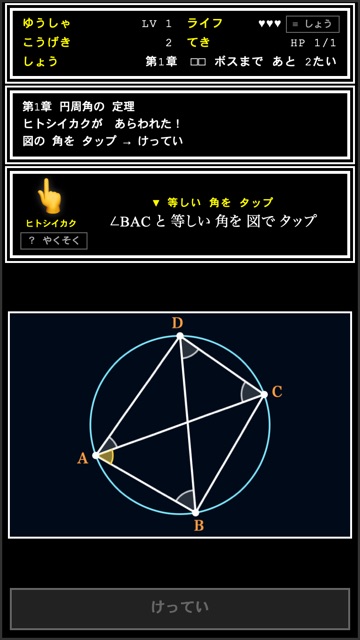 ゆうしゃ LV 1 ライフ ♥♥♥ ≡ しょう
こうげき 2 てき HP 1/1
しょう 第1章 □□ ボスまで あと 2たい
第1章 円周角の 定理
ヒトシイカクが あらわれた！
図の 角を タップ → けってい
▼ 等しい 角を タップ
ヒトシイカク
∠BAC と 等しい 角を 図で タップ
? やくそく
D
C
A
B
けってい